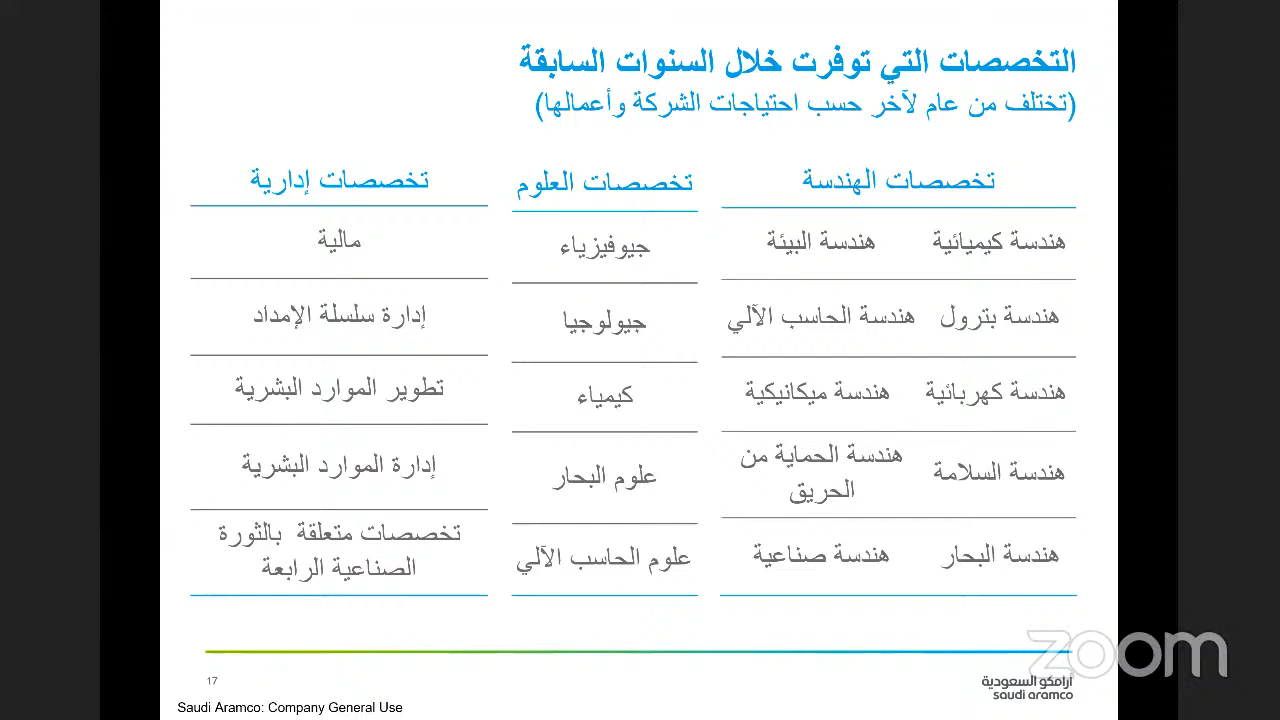 التخصصات التي توفرت خلال السنوات السابقة
(تختلف من عام لآخر حسب احتياجات الشركة وأعمالها)
تخصصات الهندسة
هندسة كيميائية هندسة البيئة
هندسة بترول هندسة الحاسب الآلي
هندسة كهربائية هندسة ميكانيكية
هندسة السلامة هندسة الحماية من
الحريق
هندسة البحار هندسة صناعية
تخصصات العلوم
جيوفيزياء
جيولوجيا
كيمياء
علوم البحار
علوم الحاسب الآلي
تخصصات إدارية
مالية
إدارة سلسلة الإمداد
تطوير الموارد البشرية
إدارة الموارد البشرية
تخصصات متعلقة بالثورة
الصناعية الرابعة
zoom
17
أرامكو السعودية
saudi aramco
Saudi Aramco: Company General Use